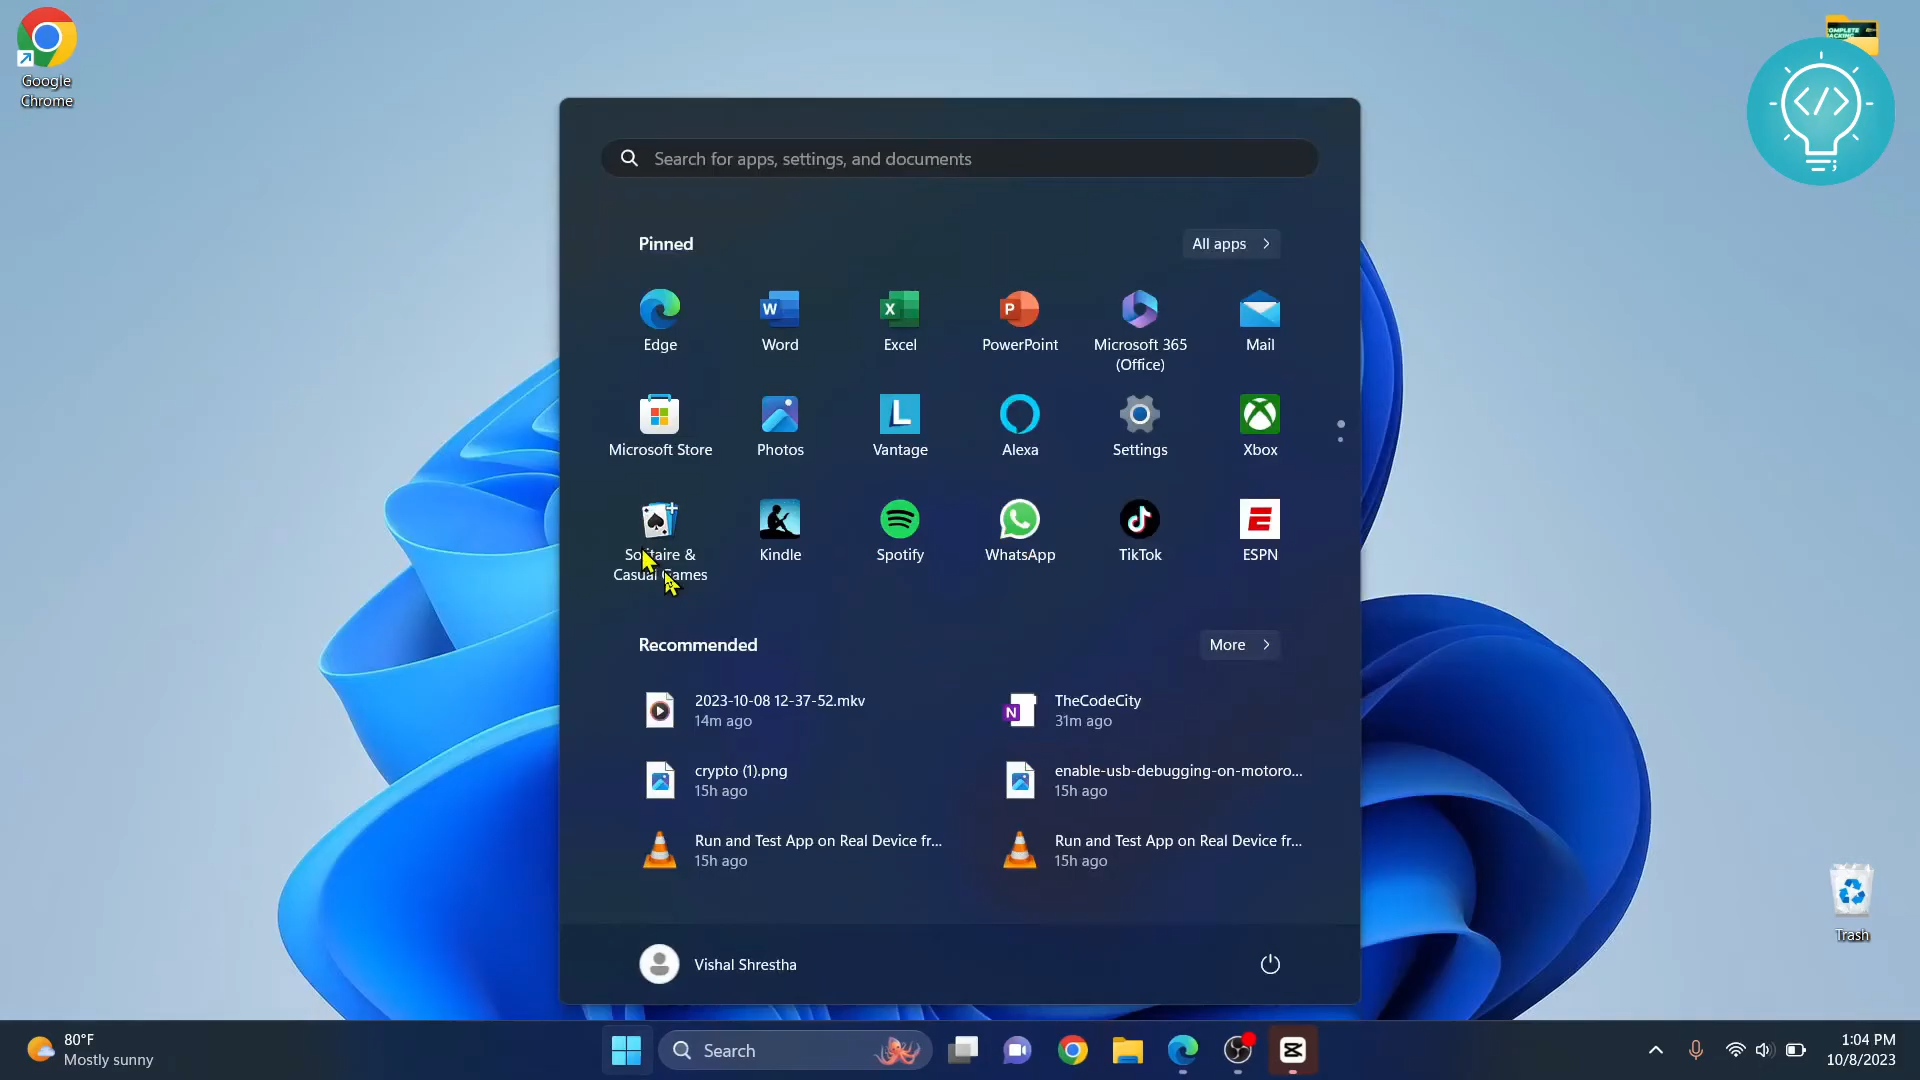 Google
Chrome
COMPLETE
</>
Search for apps, settings, and documents
Pinned
All apps
Edge
Word
Excel
PowerPoint
Microsoft 365
(Office)
Mail
Microsoft Store
Photos
Vantage
Alexa
Settings
Xbox
Solitaire &
Casual Games
Kindle
Spotify
WhatsApp
TikTok
ESPN
Recommended
More
2023-10-08 12-37-52.mkv
14m ago
TheCodeCity
31m ago
crypto (1).png
15h ago
enable-usb-debugging-on-motoro...
15h ago
Run and Test App on Real Device fr...
15h ago
Run and Test App on Real Device fr...
15h ago
Vishal Shrestha
Trash
80°F
Mostly sunny
Search
1:04 PM
10/8/2023